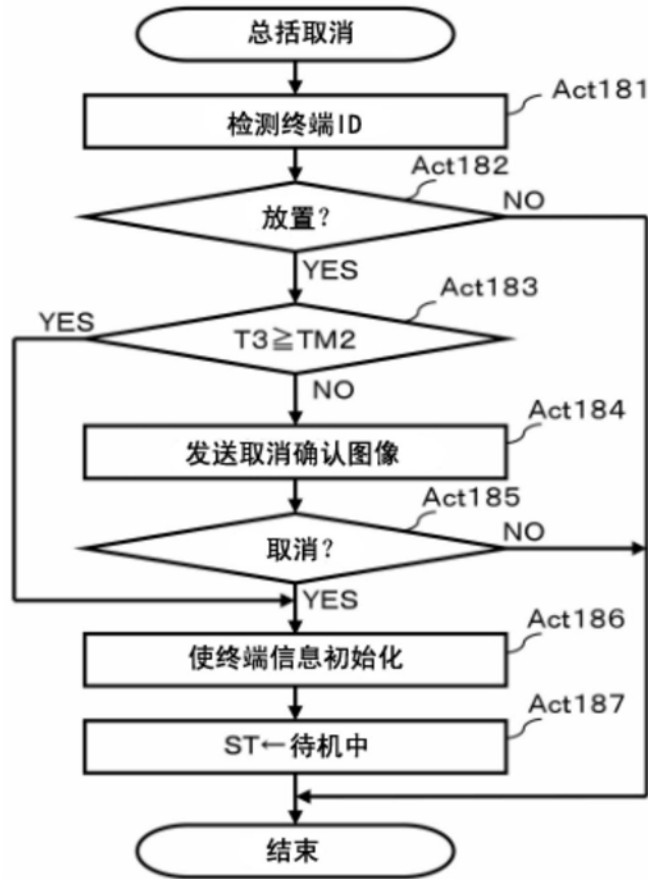 总括取消
Act181
检测终端ID
Act182
放置?
NO
YES
Act183
YES
T3≧TM2
NO
Act184
发送取消确认图像
Act185
取消?
NO
YES
Act186
使终端信息初始化
Act187
ST←待机中
结束